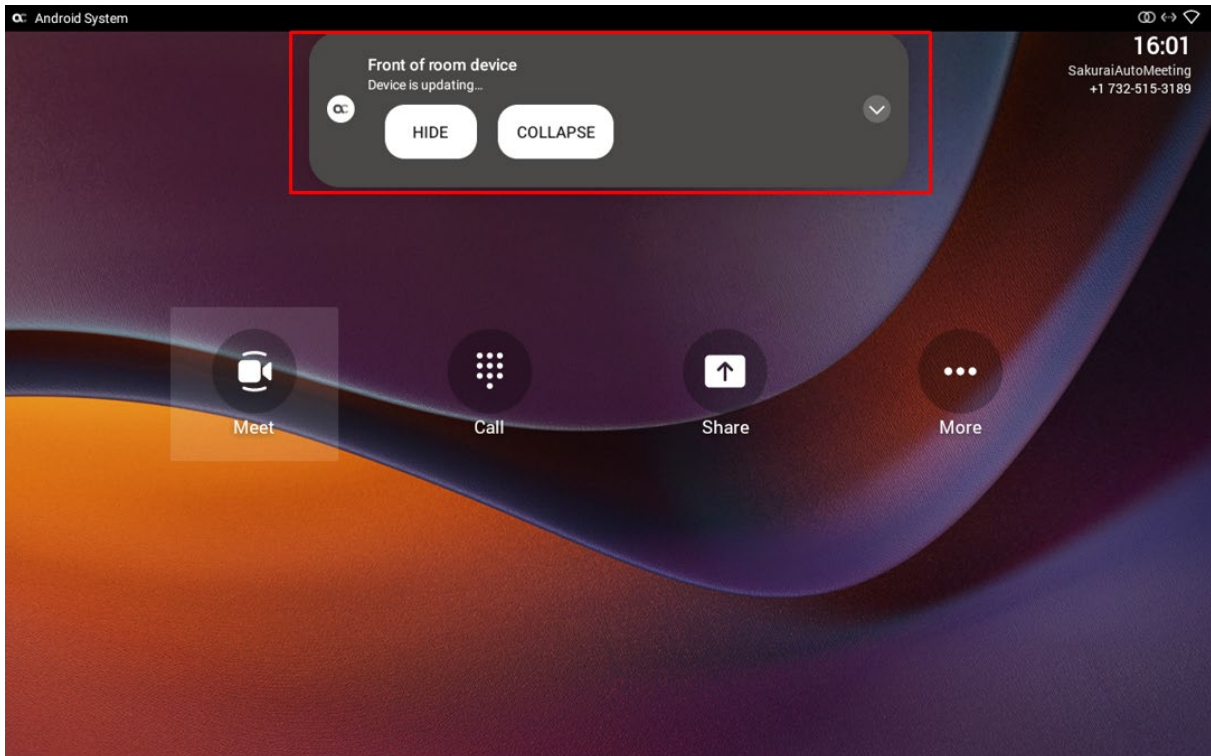 Android System
16:01
SakuraiAutoMeeting
+1 732-515-3189
Front of room device
Device is updating...
HIDE COLLAPSE
Meet Call Share More